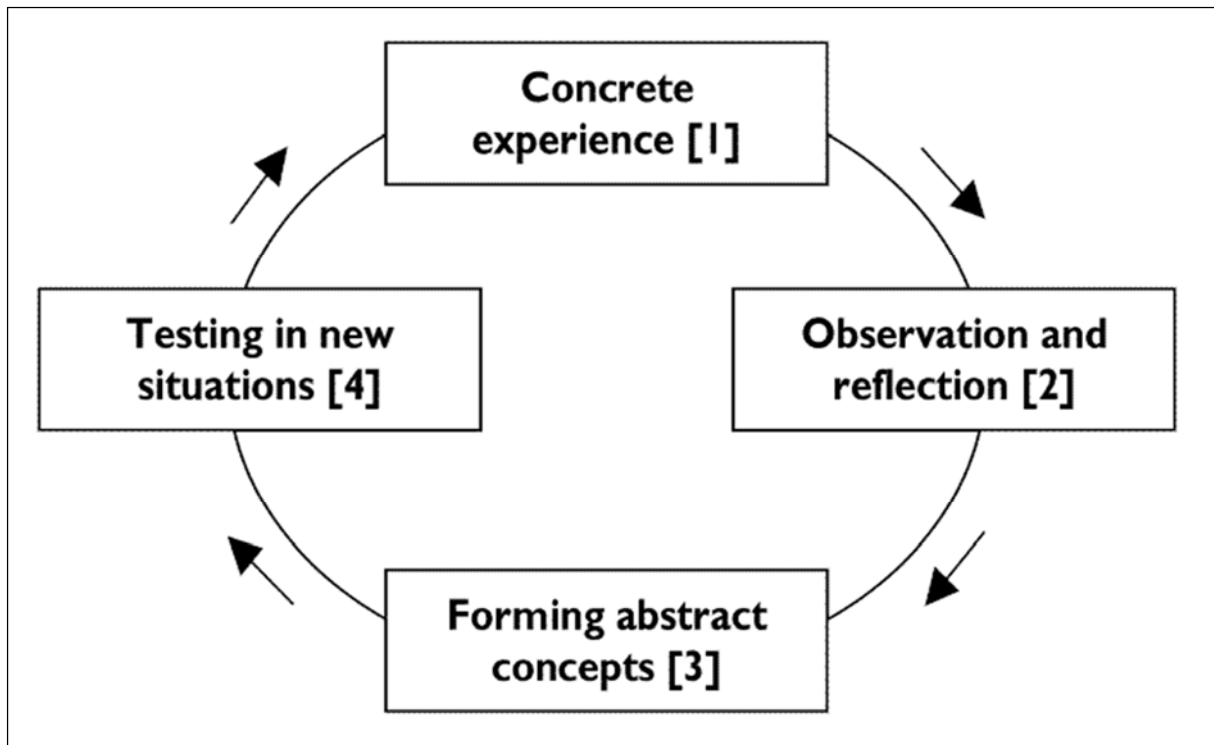 Concrete
experience [1]
Observation and
reflection [2]
Forming abstract
concepts [3]
Testing in new
situations [4]